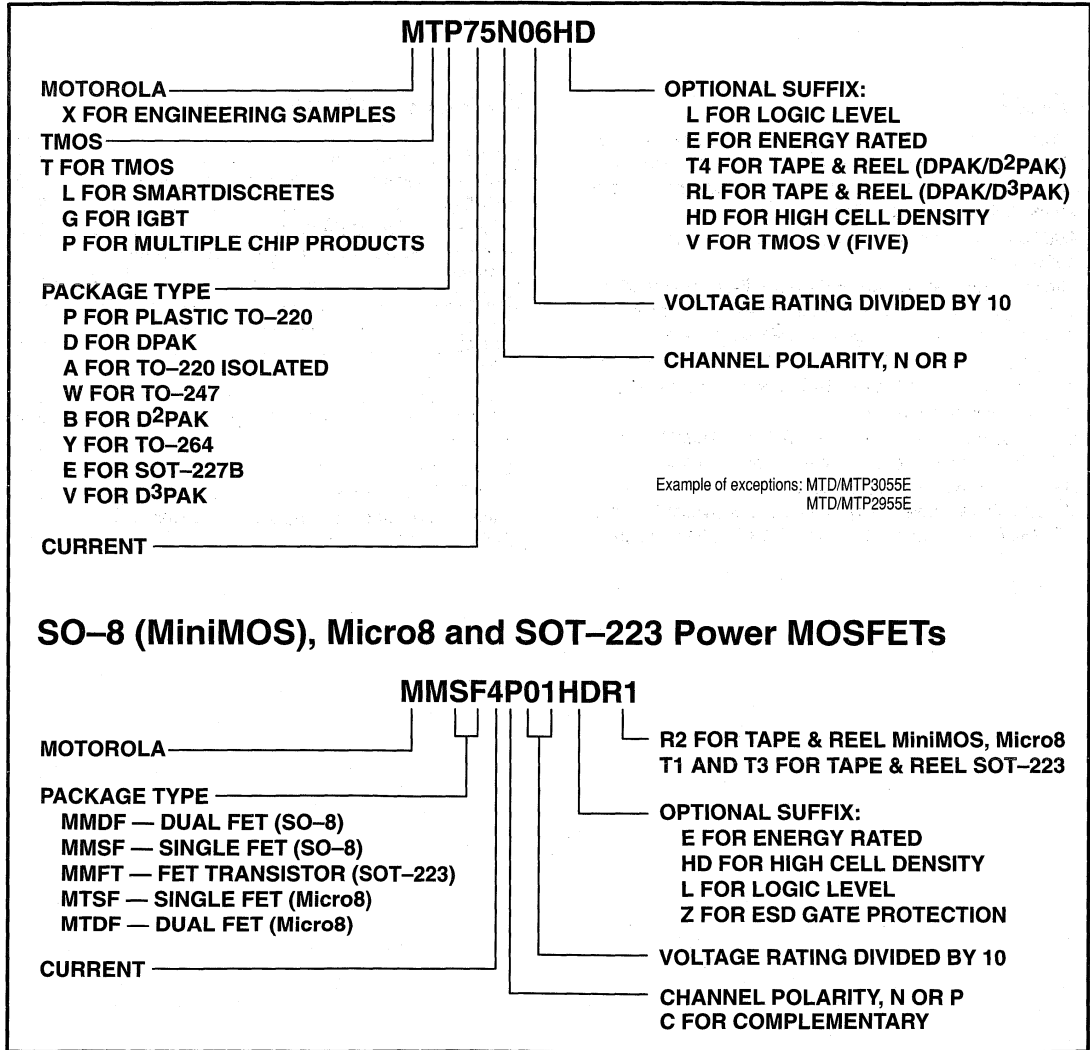 MTP75N06HD
MOTOROLA
X FOR ENGINEERING SAMPLES
TMOS
T FOR TMOS
L FOR SMARTDISCRETES
G FOR IGBT
P FOR MULTIPLE CHIP PRODUCTS
PACKAGE TYPE
P FOR PLASTIC TO–220
D FOR DPAK
A FOR TO–220 ISOLATED
W FOR TO–247
B FOR D2PAK
Y FOR TO–264
E FOR SOT–227B
V FOR D3PAK
CURRENT
OPTIONAL SUFFIX:
L FOR LOGIC LEVEL
E FOR ENERGY RATED
T4 FOR TAPE & REEL (DPAK/D2PAK)
RL FOR TAPE & REEL (DPAK/D3PAK)
HD FOR HIGH CELL DENSITY
V FOR TMOS V (FIVE)
VOLTAGE RATING DIVIDED BY 10
CHANNEL POLARITY, N OR P
Example of exceptions: MTD/MTP3055E
MTD/MTP2955E
SO–8 (MiniMOS), Micro8 and SOT–223 Power MOSFETs
MMSF4P01HDR1
MOTOROLA
PACKAGE TYPE
MMDF — DUAL FET (SO–8)
MMSF — SINGLE FET (SO–8)
MMFT — FET TRANSISTOR (SOT–223)
MTSF — SINGLE FET (Micro8)
MTDF — DUAL FET (Micro8)
CURRENT
R2 FOR TAPE & REEL MiniMOS, Micro8
T1 AND T3 FOR TAPE & REEL SOT–223
OPTIONAL SUFFIX:
E FOR ENERGY RATED
HD FOR HIGH CELL DENSITY
L FOR LOGIC LEVEL
Z FOR ESD GATE PROTECTION
VOLTAGE RATING DIVIDED BY 10
CHANNEL POLARITY, N OR P
C FOR COMPLEMENTARY